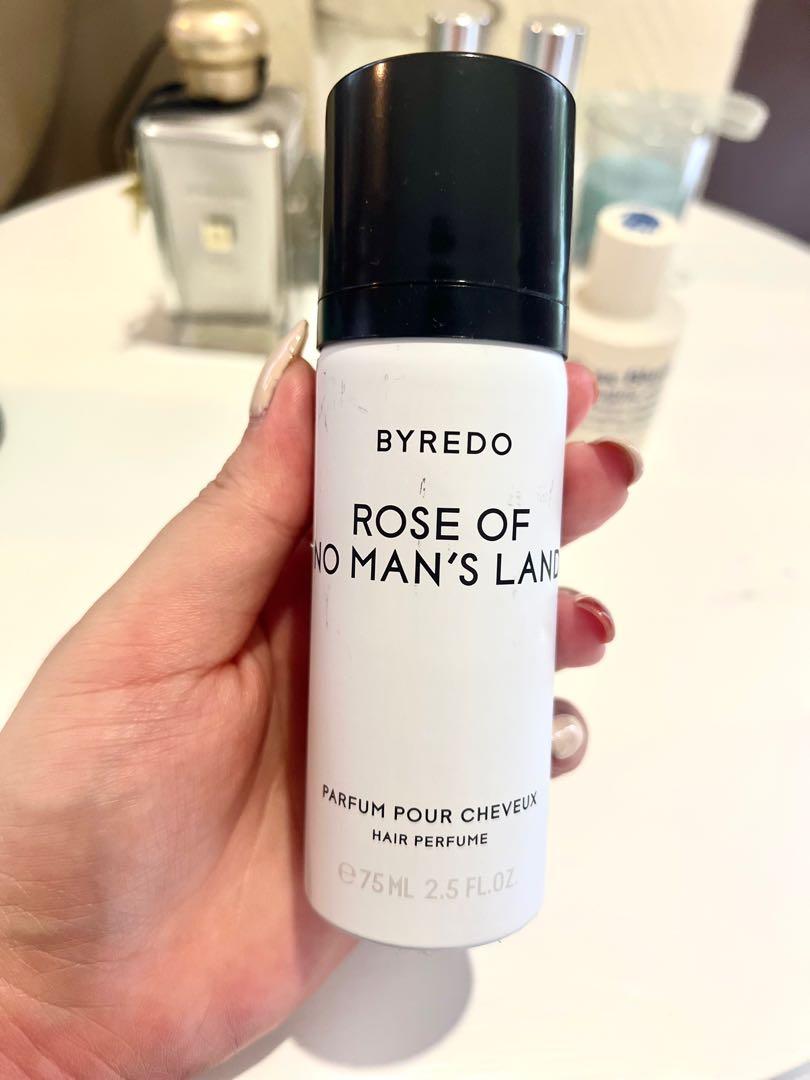 BYREDO
ROSE OF
NO MAN'S LAND
PARFUM POUR CHEVEUX
HAIR PERFUME
℮75ML 2.5 FL.OZ.